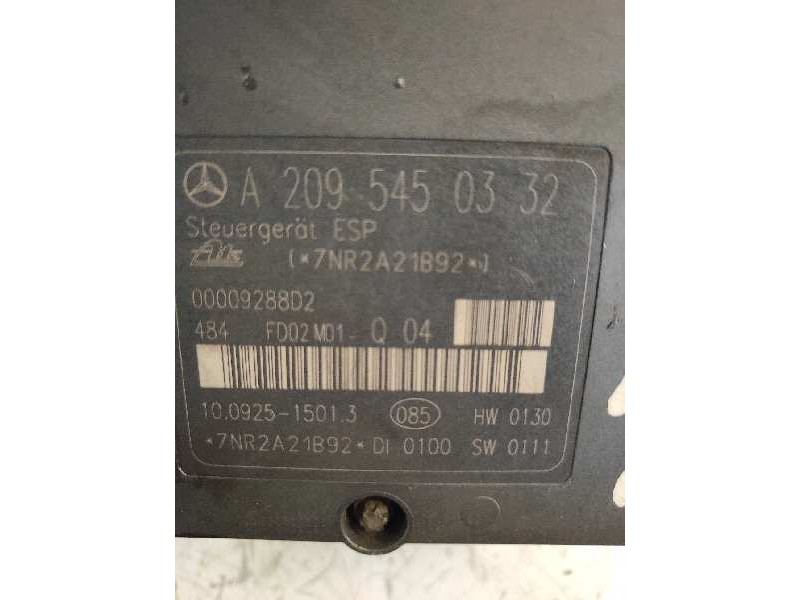 A 209 545 03 32
Steuergerät ESP
Ate (*7NR2A21B92*)
00009288D2
484 FD02M01- Q 04
10.0925-1501.3 085 HW 0130
*7NR2A21B92* DI 0100 SW 0111